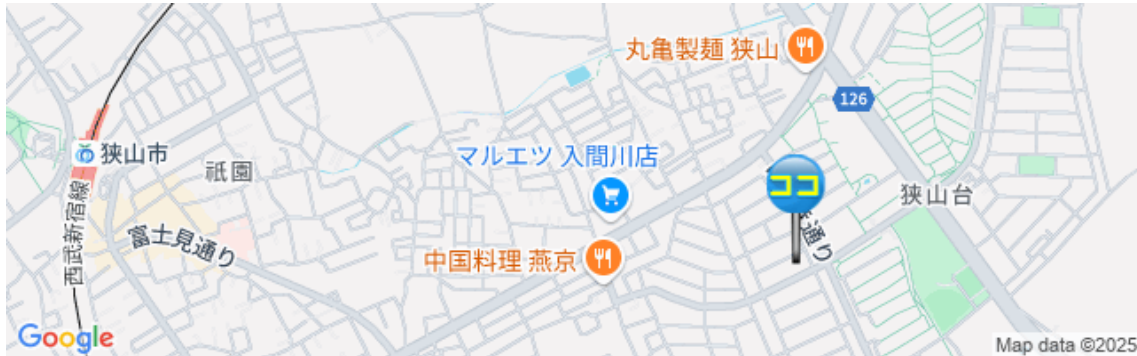 丸亀製麺 狭山
126
マルエツ 入間川店
狭山市
祇園
ココ
狭山台
西武新宿線
富士見通り
通り
中国料理 燕京
Google
Map data ©2025